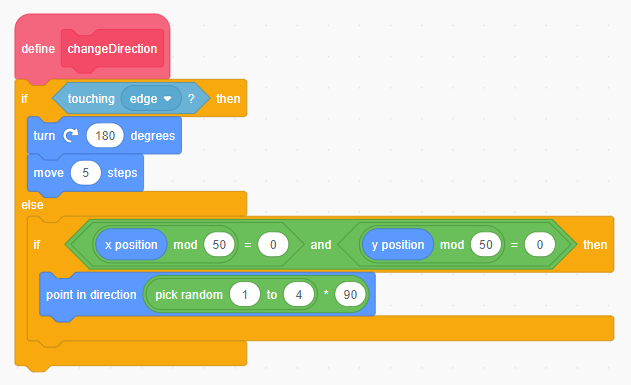 define changeDirection
if touching edge ? then
turn 180 degrees
move 5 steps
else
if x position mod 50 = 0 and y position mod 50 = 0 then
point in direction pick random 1 to 4 * 90